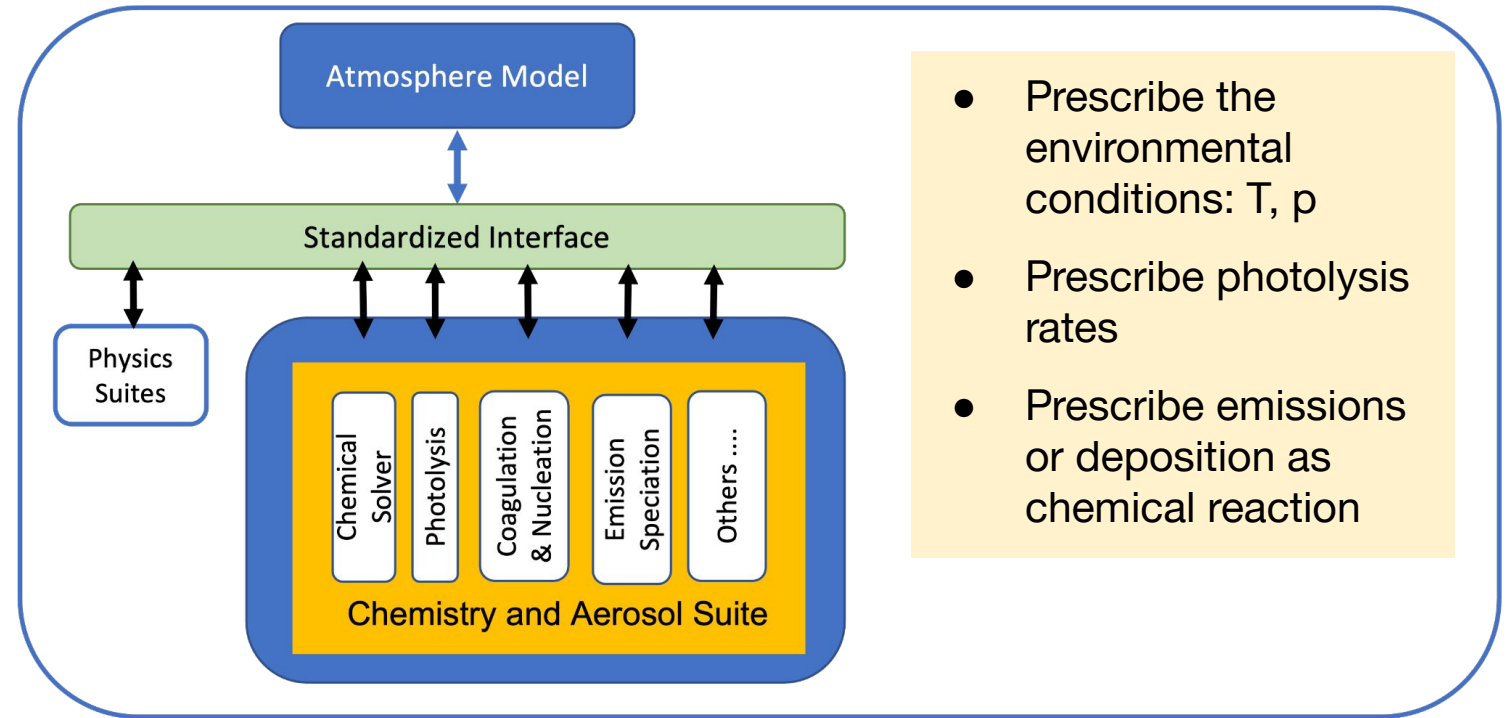 Atmosphere Model
Standardized Interface
Physics
Suites
Chemical
Solver
Photolysis
Coagulation
& Nucleation
Emission
Speciation
Others ....
Chemistry and Aerosol Suite
● Prescribe the
environmental
conditions: T, p
● Prescribe photolysis
rates
● Prescribe emissions
or deposition as
chemical reaction